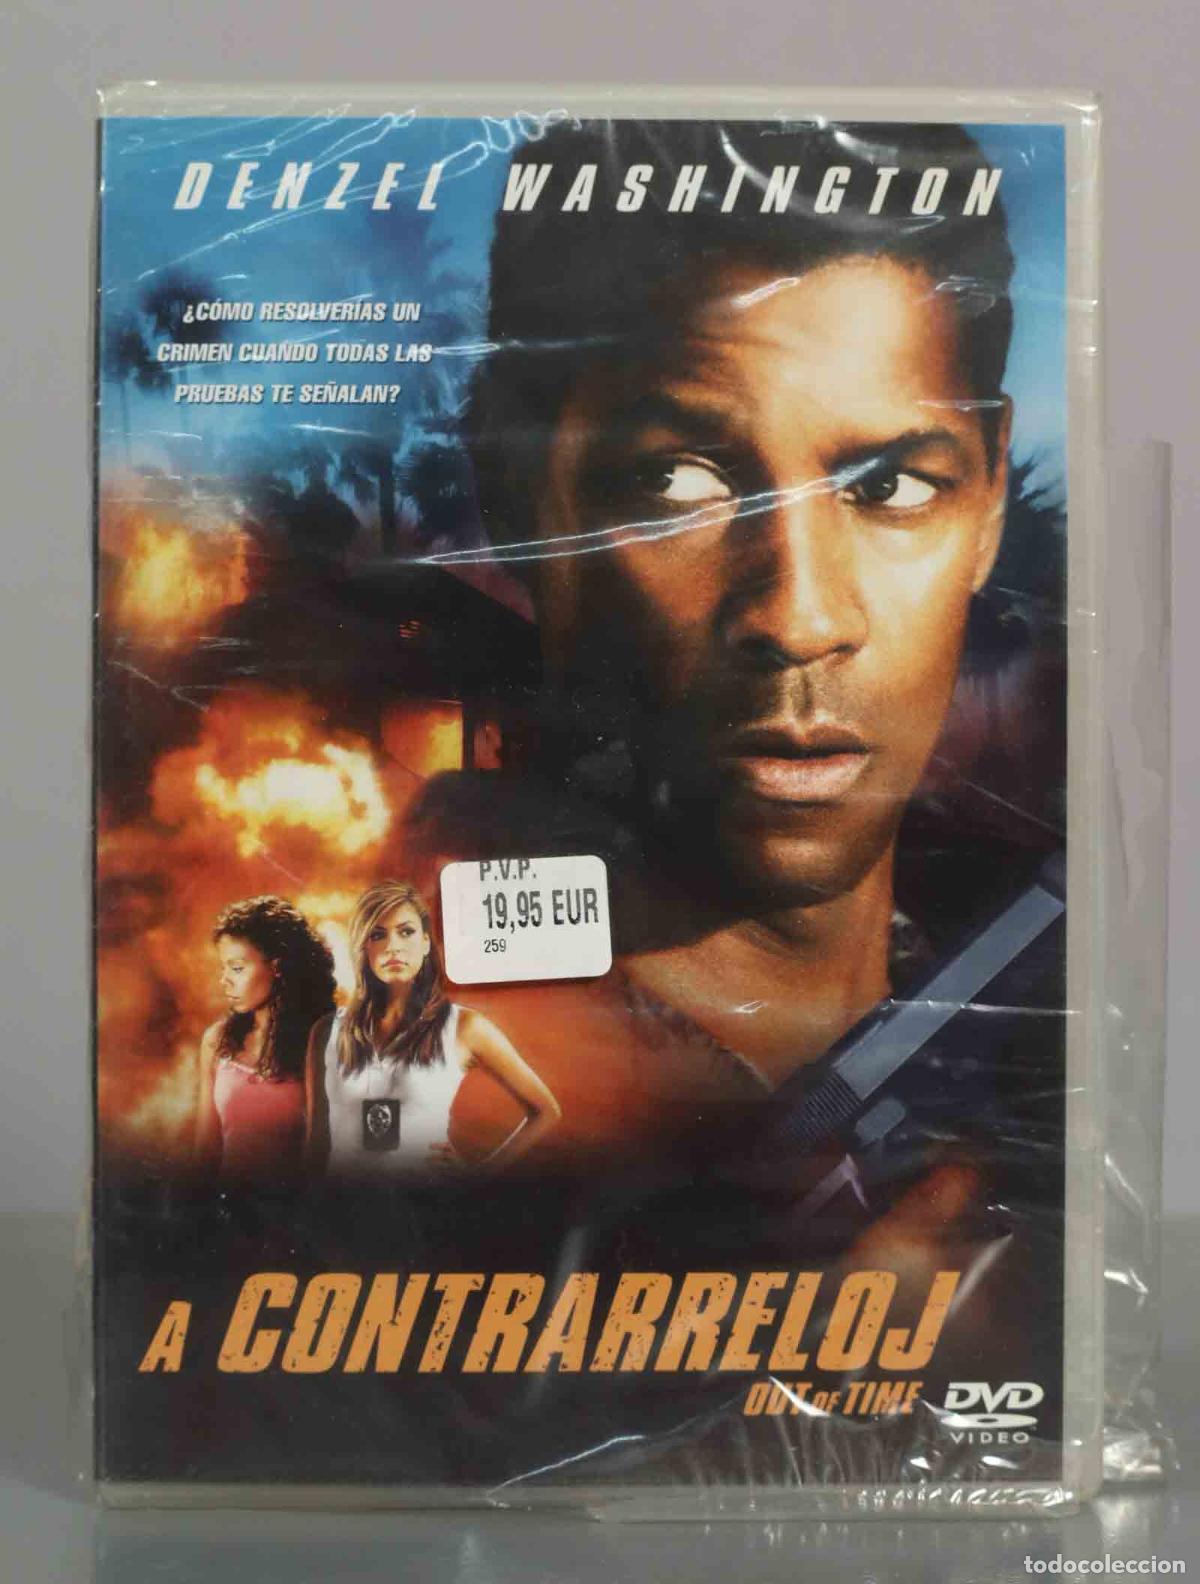 DENZEL WASHINGTON
¿CÓMO RESOLVERÍAS UN
CRIMEN CUANDO TODAS LAS
PRUEBAS TE SEÑALAN?
P.V.P.
19,95 EUR
259
A CONTRARRELOJ
OUT OF TIME
DVD
VIDEO
todocoleccion